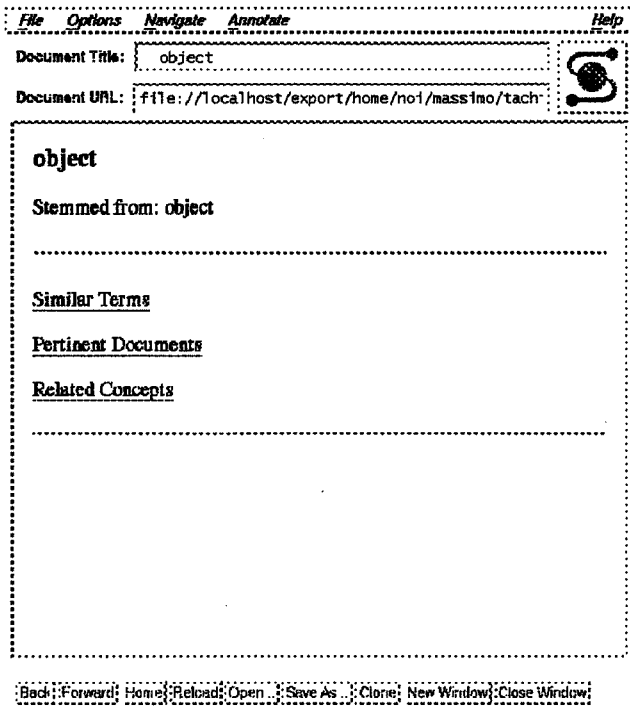 File Options Navigate Annotate Help
Document Title: object
Document URL: file://localhost/export/home/noi/massimo/tach
object
Stemmed from: object
Similar Terms
Pertinent Documents
Related Concepts
Back Forward Home Reload Open .. Save As .. Clone New Window Close Window